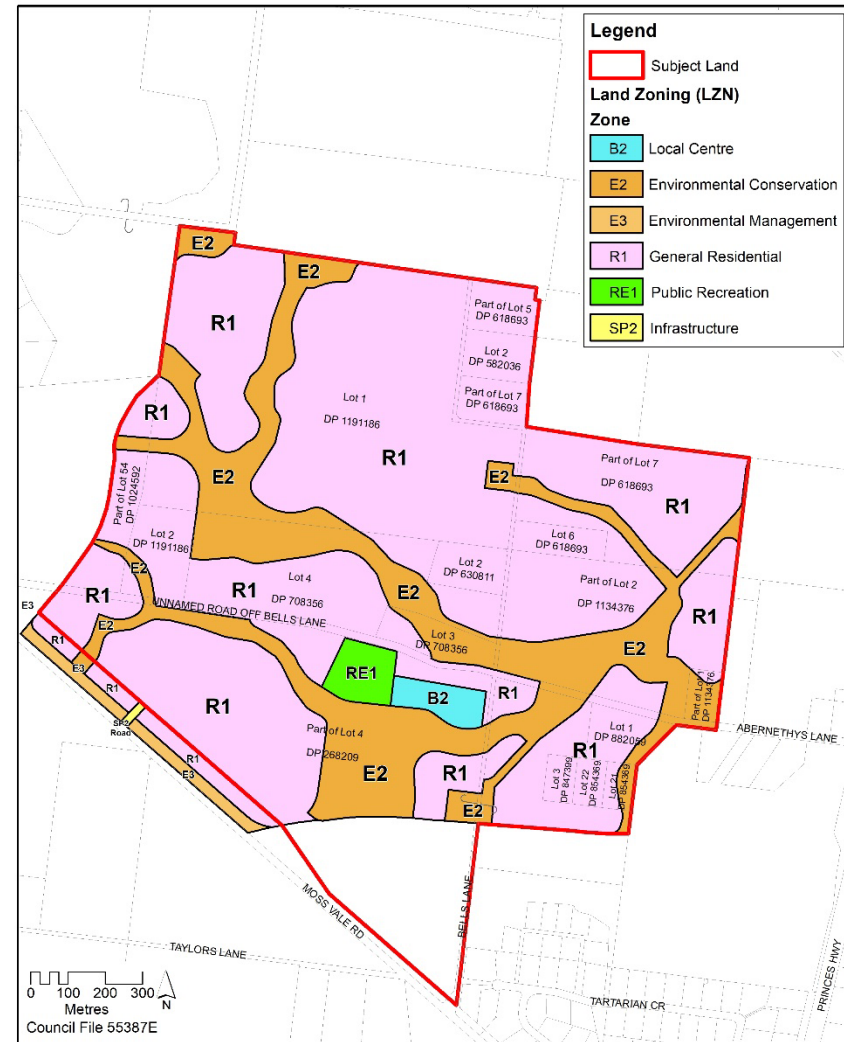 Legend
Subject Land
Land Zoning (LZN)
Zone
B2 Local Centre
E2 Environmental Conservation
E3 Environmental Management
R1 General Residential
RE1 Public Recreation
SP2 Infrastructure
E2
E2
R1
Part of Lot 5
DP 618693
Lot 2
DP 582036
Part of Lot 7
DP 618693
Lot 1
DP 1191186
R1
R1
E2
E2
Part of Lot 7
DP 618693
R1
Part of Lot 54
DP 1024592
Lot 2
DP 1191186
Lot 6
DP 618693
Lot 2
DP 630811
Part of Lot 2
DP 1134376
E2
R1
R1
Lot 4
DP 708356
E2
UNNAMED ROAD OFF BELLS LANE
E3
R1
E2
Lot 3
DP 708356
E2
R1
E3
R1
RE1
B2
R1
Part of Lot 1
DP 1134376
SP2
Road
R1
Part of Lot 4
DP 268209
Lot 1
DP 882059
ABERNETHYS LANE
R1
E3
E2
R1
R1
Lot 3
DP 847399
Lot 22
DP 854369
Lot 21
DP 854369
E2
MOSS VALE RD
BELLS LANE
TAYLORS LANE
TARTARIAN CR
PRINCES HWY
0 100 200 300
Metres
N
Council File 55387E